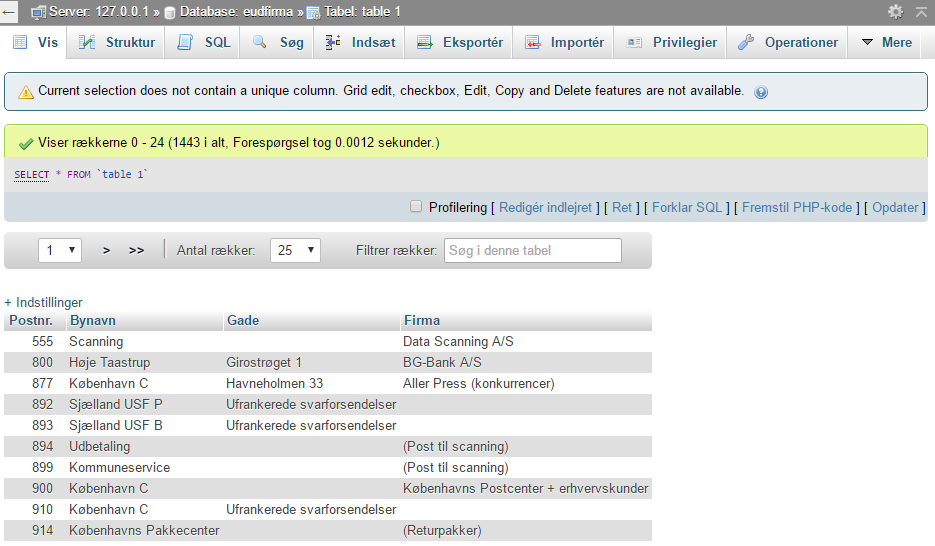 Server: 127.0.0.1 » Database: eudfirma » Tabel: table 1
Vis Struktur SQL Søg Indsæt Eksportér Importér Privilegier Operationer Mere
Current selection does not contain a unique column. Grid edit, checkbox, Edit, Copy and Delete features are not available.
Viser rækkerne 0 - 24 (1443 i alt, Forespørgsel tog 0.0012 sekunder.)
SELECT * FROM `table 1`
Profilering [ Redigér indlejret ] [ Ret ] [ Forklar SQL ] [ Fremstil PHP-kode ] [ Opdater ]
1 > >> Antal rækker: 25 Filtrer rækker: Søg i denne tabel
+ Indstillinger
Postnr. Bynavn Gade Firma
555 Scanning Data Scanning A/S
800 Høje Taastrup Girostrøget 1 BG-Bank A/S
877 København C Havneholmen 33 Aller Press (konkurrencer)
892 Sjælland USF P Ufrankerede svarforsendelser
893 Sjælland USF B Ufrankerede svarforsendelser
894 Udbetaling (Post til scanning)
899 Kommuneservice (Post til scanning)
900 København C Københavns Postcenter + erhvervskunder
910 København C Ufrankerede svarforsendelser
914 Københavns Pakkecenter (Returpakker)